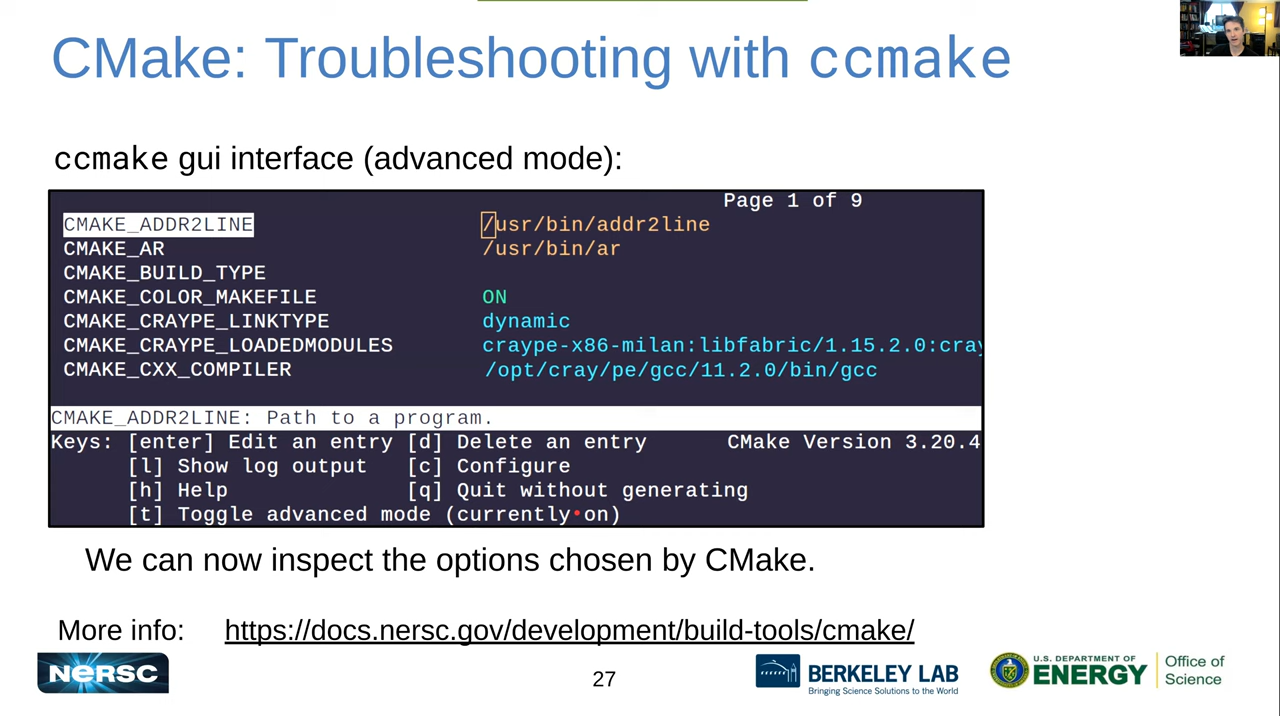 CMake: Troubleshooting with ccmake
ccmake gui interface (advanced mode):
Page 1 of 9
CMAKE_ADDR2LINE /usr/bin/addr2line
CMAKE_AR /usr/bin/ar
CMAKE_BUILD_TYPE
CMAKE_COLOR_MAKEFILE ON
CMAKE_CRAYPE_LINKTYPE dynamic
CMAKE_CRAYPE_LOADEDMODULES craype-x86-milan:libfabric/1.15.2.0:cray
CMAKE_CXX_COMPILER /opt/cray/pe/gcc/11.2.0/bin/gcc
CMAKE_ADDR2LINE: Path to a program.
Keys: [enter] Edit an entry [d] Delete an entry CMake Version 3.20.4
[l] Show log output [c] Configure
[h] Help [q] Quit without generating
[t] Toggle advanced mode (currently on)
We can now inspect the options chosen by CMake.
More info: https://docs.nersc.gov/development/build-tools/cmake/
NERSC
27
BERKELEY LAB
Bringing Science Solutions to the World
U.S. DEPARTMENT OF
ENERGY
Office of
Science